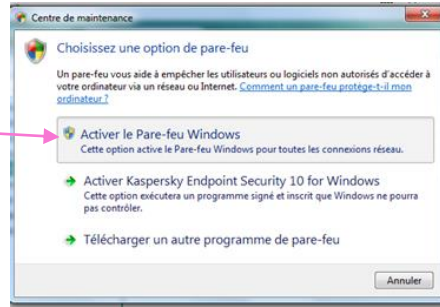 Centre de maintenance
Choisissez une option de pare-feu
Un pare-feu vous aide à empêcher les utilisateurs ou logiciels non autorisés d'accéder à
votre ordinateur via un réseau ou Internet. Comment un pare-feu protège-t-il mon
ordinateur ?
Activer le Pare-feu Windows
Cette option active le Pare-feu Windows pour toutes les connexions réseau.
Activer Kaspersky Endpoint Security 10 for Windows
Cette option exécutera un programme signé et inscrit que Windows ne pourra
pas contrôler.
Télécharger un autre programme de pare-feu
Annuler